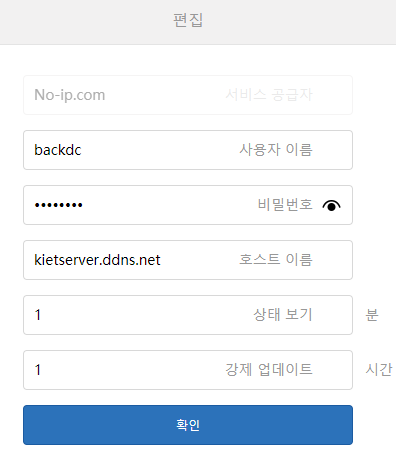 편집
No-ip.com 서비스 공급자
backdc 사용자 이름
•••••••• 비밀번호
kietserver.ddns.net 호스트 이름
1 상태 보기 분
1 강제 업데이트 시간
확인